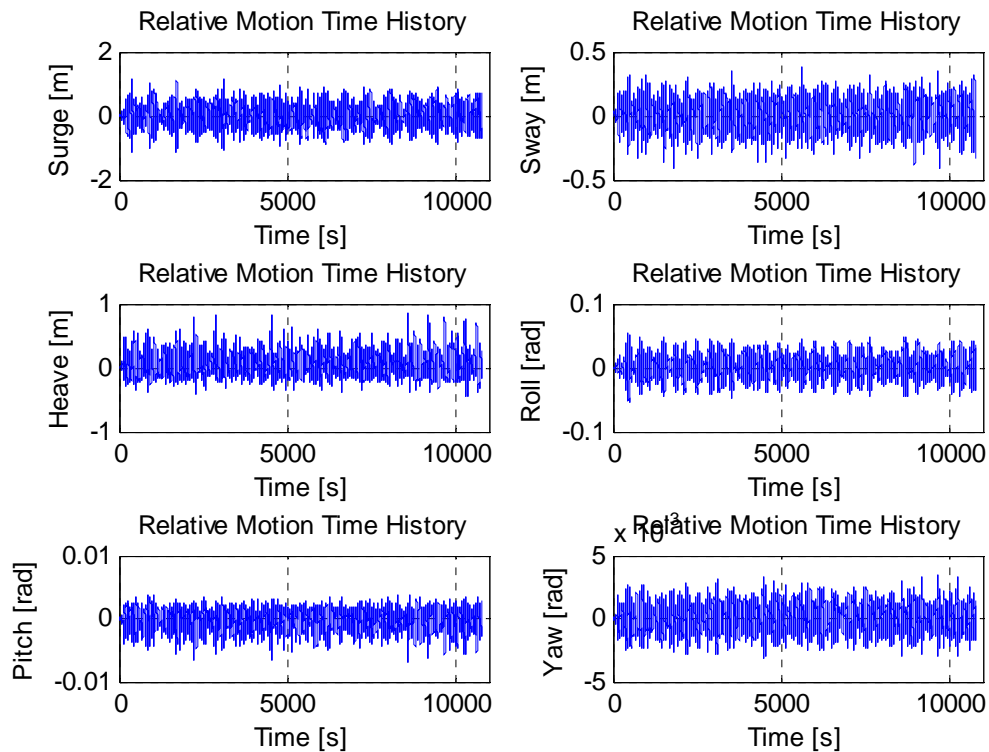 Relative Motion Time History
Surge [m]
2
0
-2
0
5000
10000
Time [s]
Relative Motion Time History
Sway [m]
0.5
0
-0.5
0
5000
10000
Time [s]
Relative Motion Time History
Heave [m]
1
0
-1
0
5000
10000
Time [s]
Relative Motion Time History
Roll [rad]
0.1
0
-0.1
0
5000
10000
Time [s]
Relative Motion Time History
Pitch [rad]
0.01
0
-0.01
0
5000
10000
Time [s]
Relative Motion Time History
x 10^-3
Yaw [rad]
5
0
-5
0
5000
10000
Time [s]